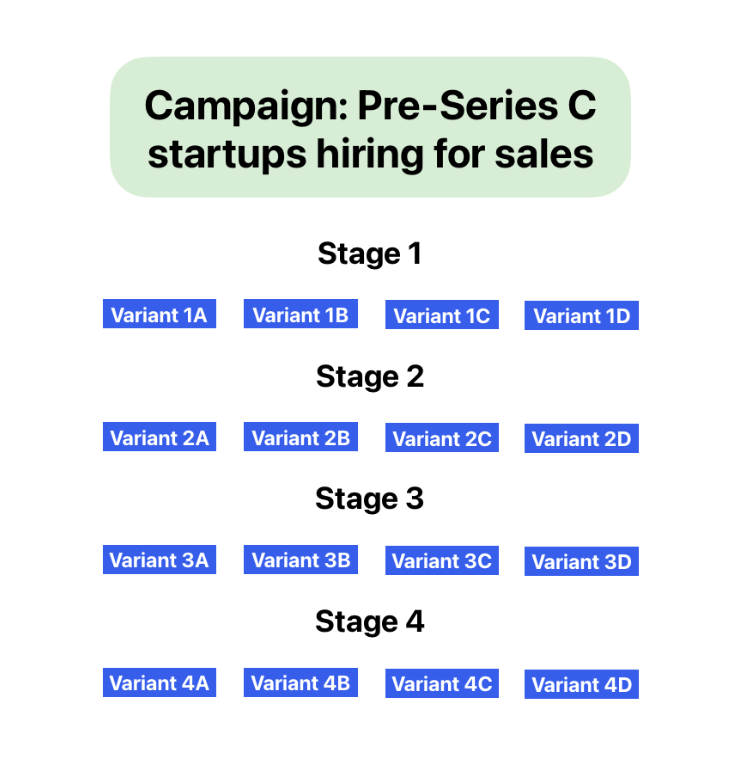 Campaign: Pre-Series C
startups hiring for sales
Stage 1
Variant 1A Variant 1B Variant 1C Variant 1D
Stage 2
Variant 2A Variant 2B Variant 2C Variant 2D
Stage 3
Variant 3A Variant 3B Variant 3C Variant 3D
Stage 4
Variant 4A Variant 4B Variant 4C Variant 4D